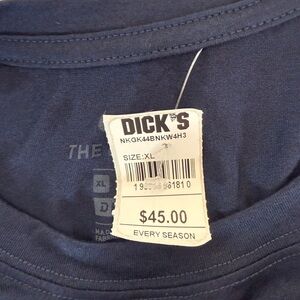 DICK'S
NKGK44BNKW4H3
THE
SIZE:XL
XL
$45.00
EVERY SEASON